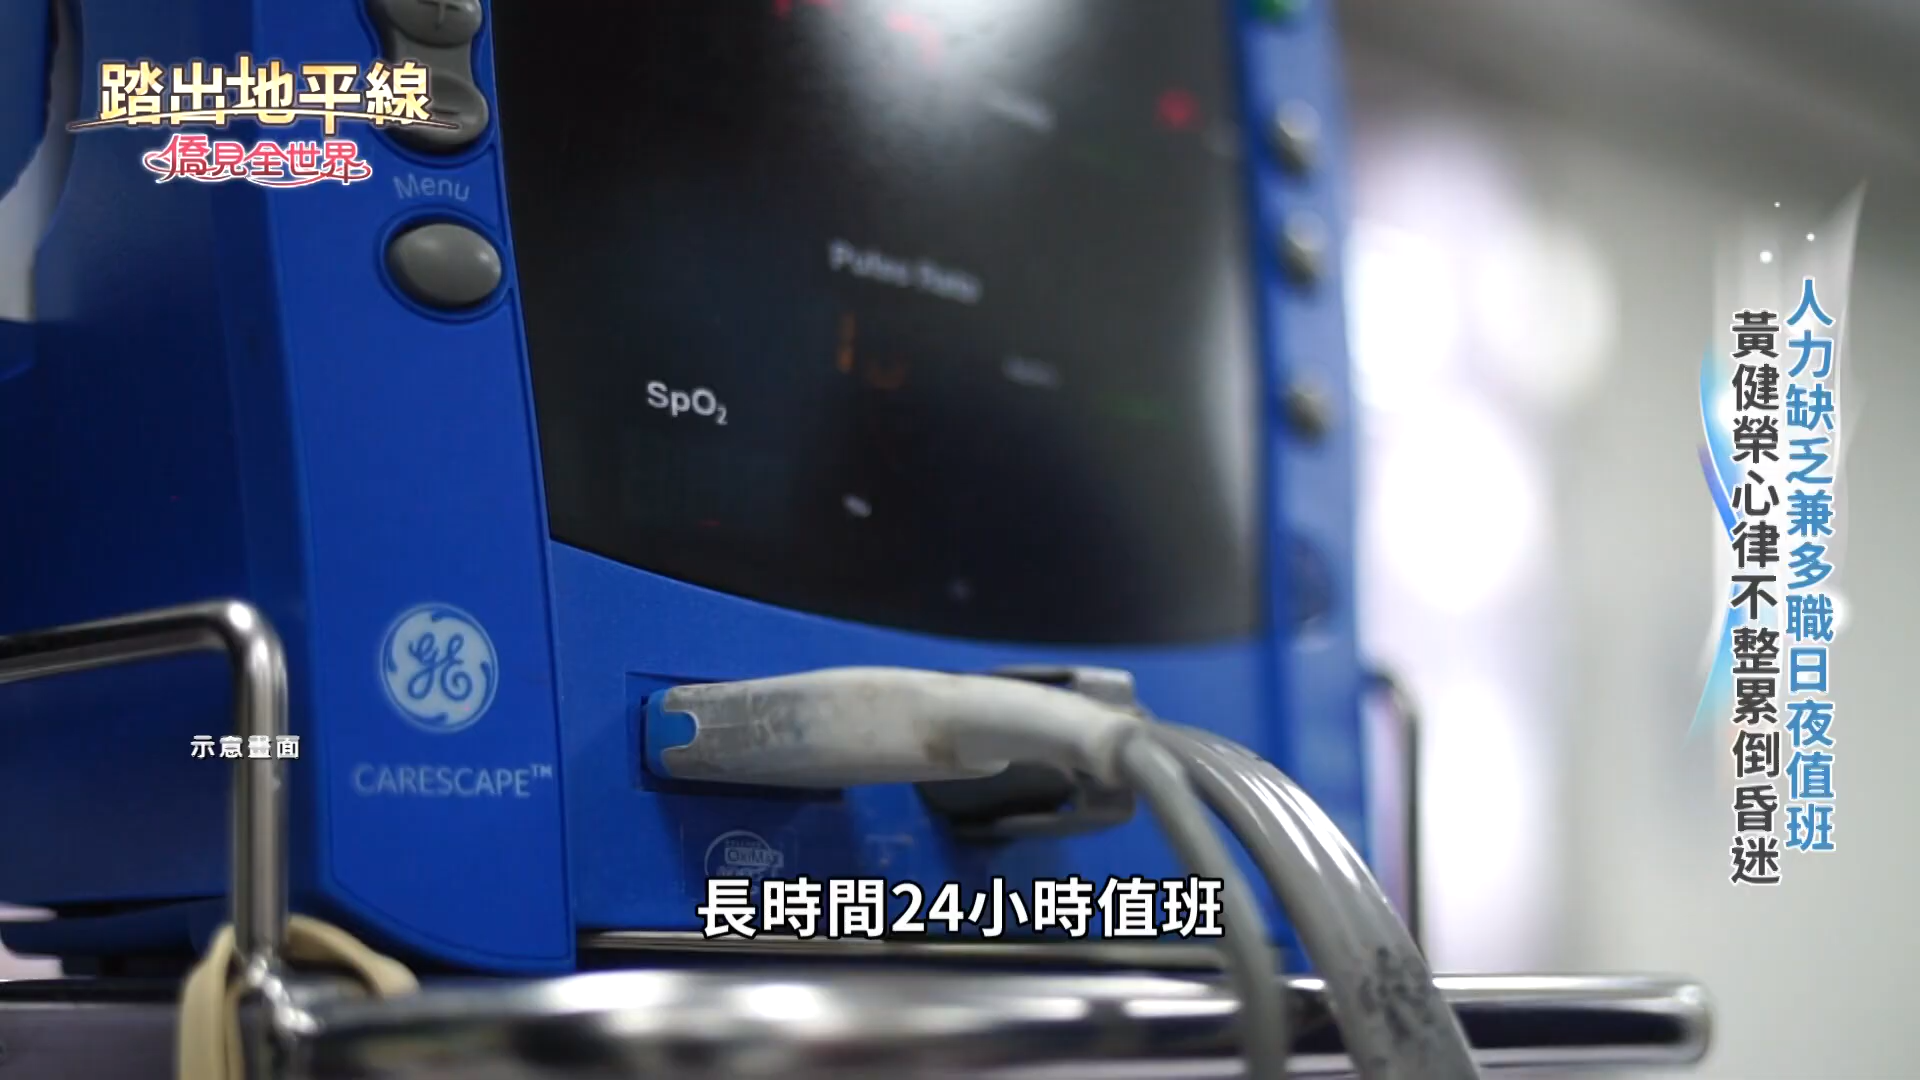 踏出地平線
僑見全世界
Menu
Pulse Rate
SpO₂
人力缺乏兼多職日夜值班
黃健榮心律不整累倒昏迷
GE
示意畫面
CARESCAPE™
OxiMax
長時間24小時值班